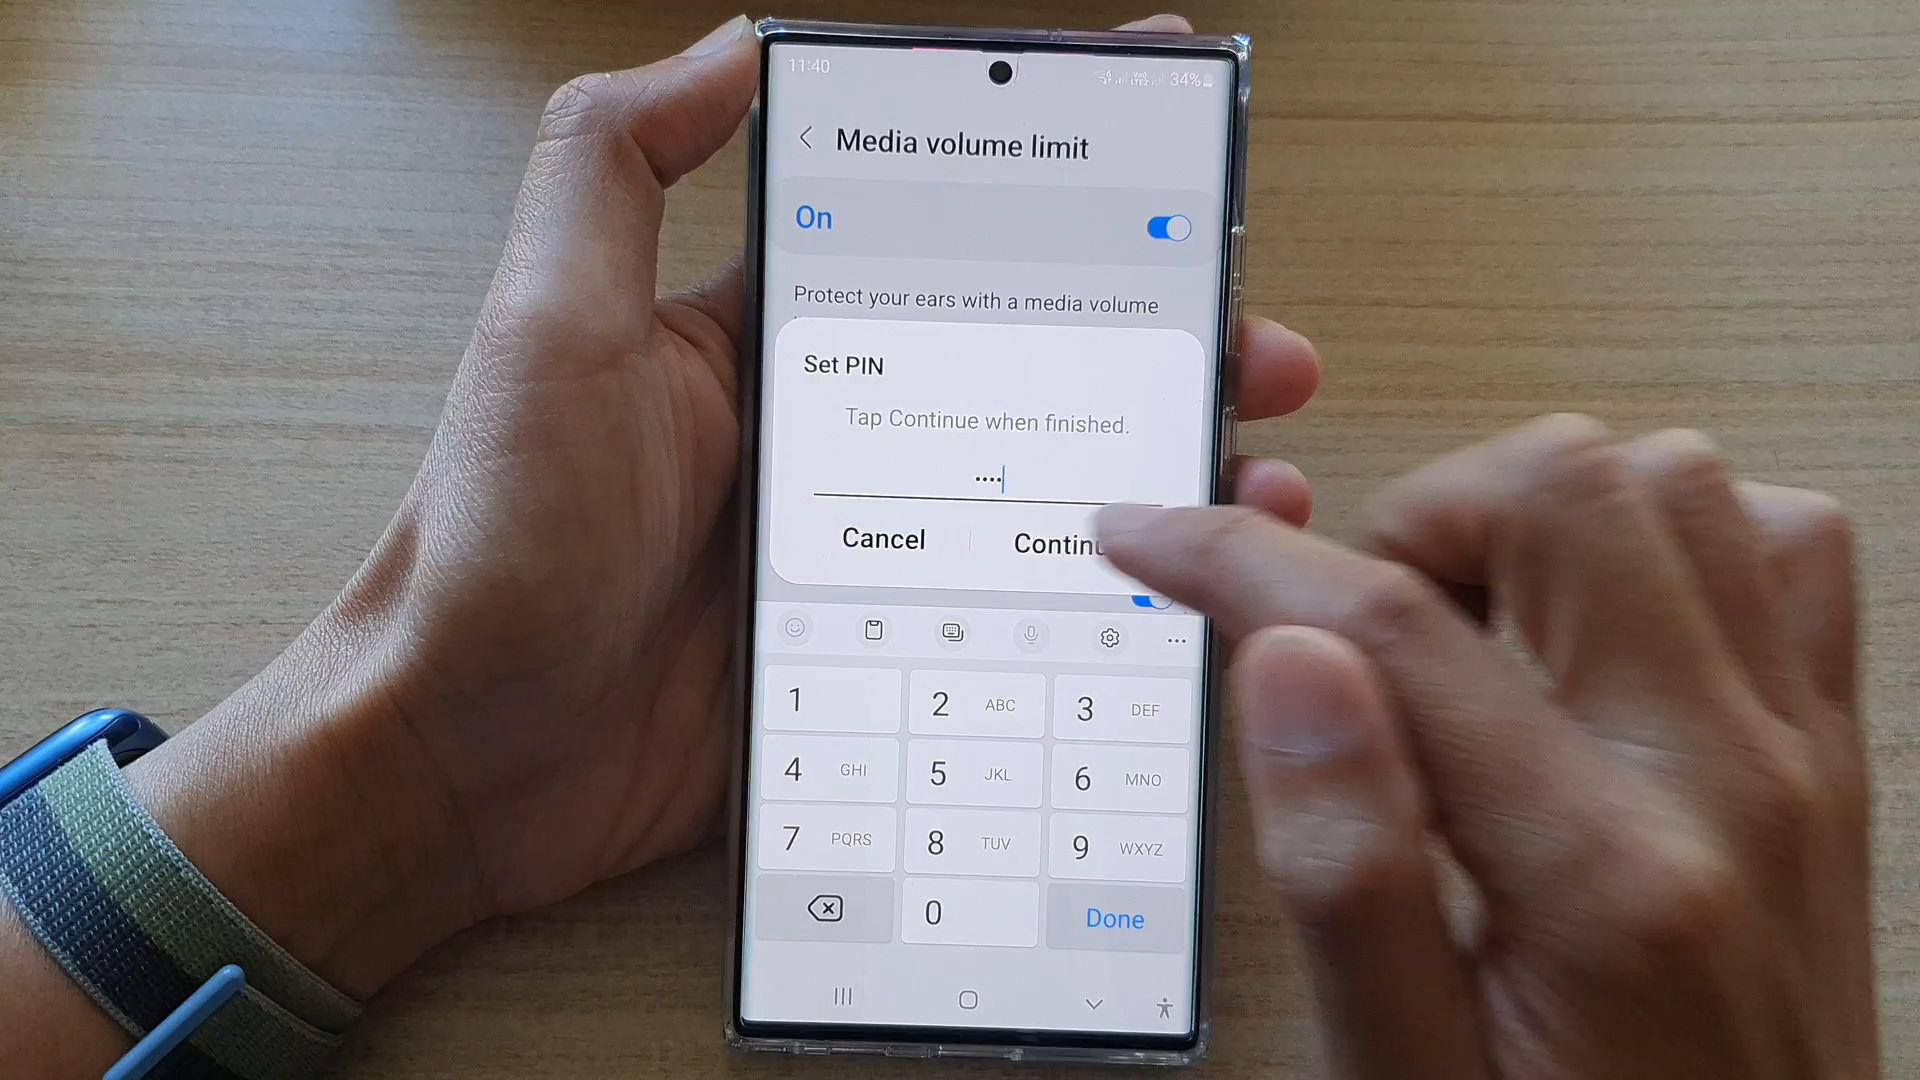 11:40
34%
Media volume limit
On
Protect your ears with a media volume
Set PIN
Tap Continue when finished.
Cancel
Continu
1
2 ABC
3 DEF
4 GHI
5 JKL
6 MNO
7 PQRS
8 TUV
9 WXYZ
0
Done